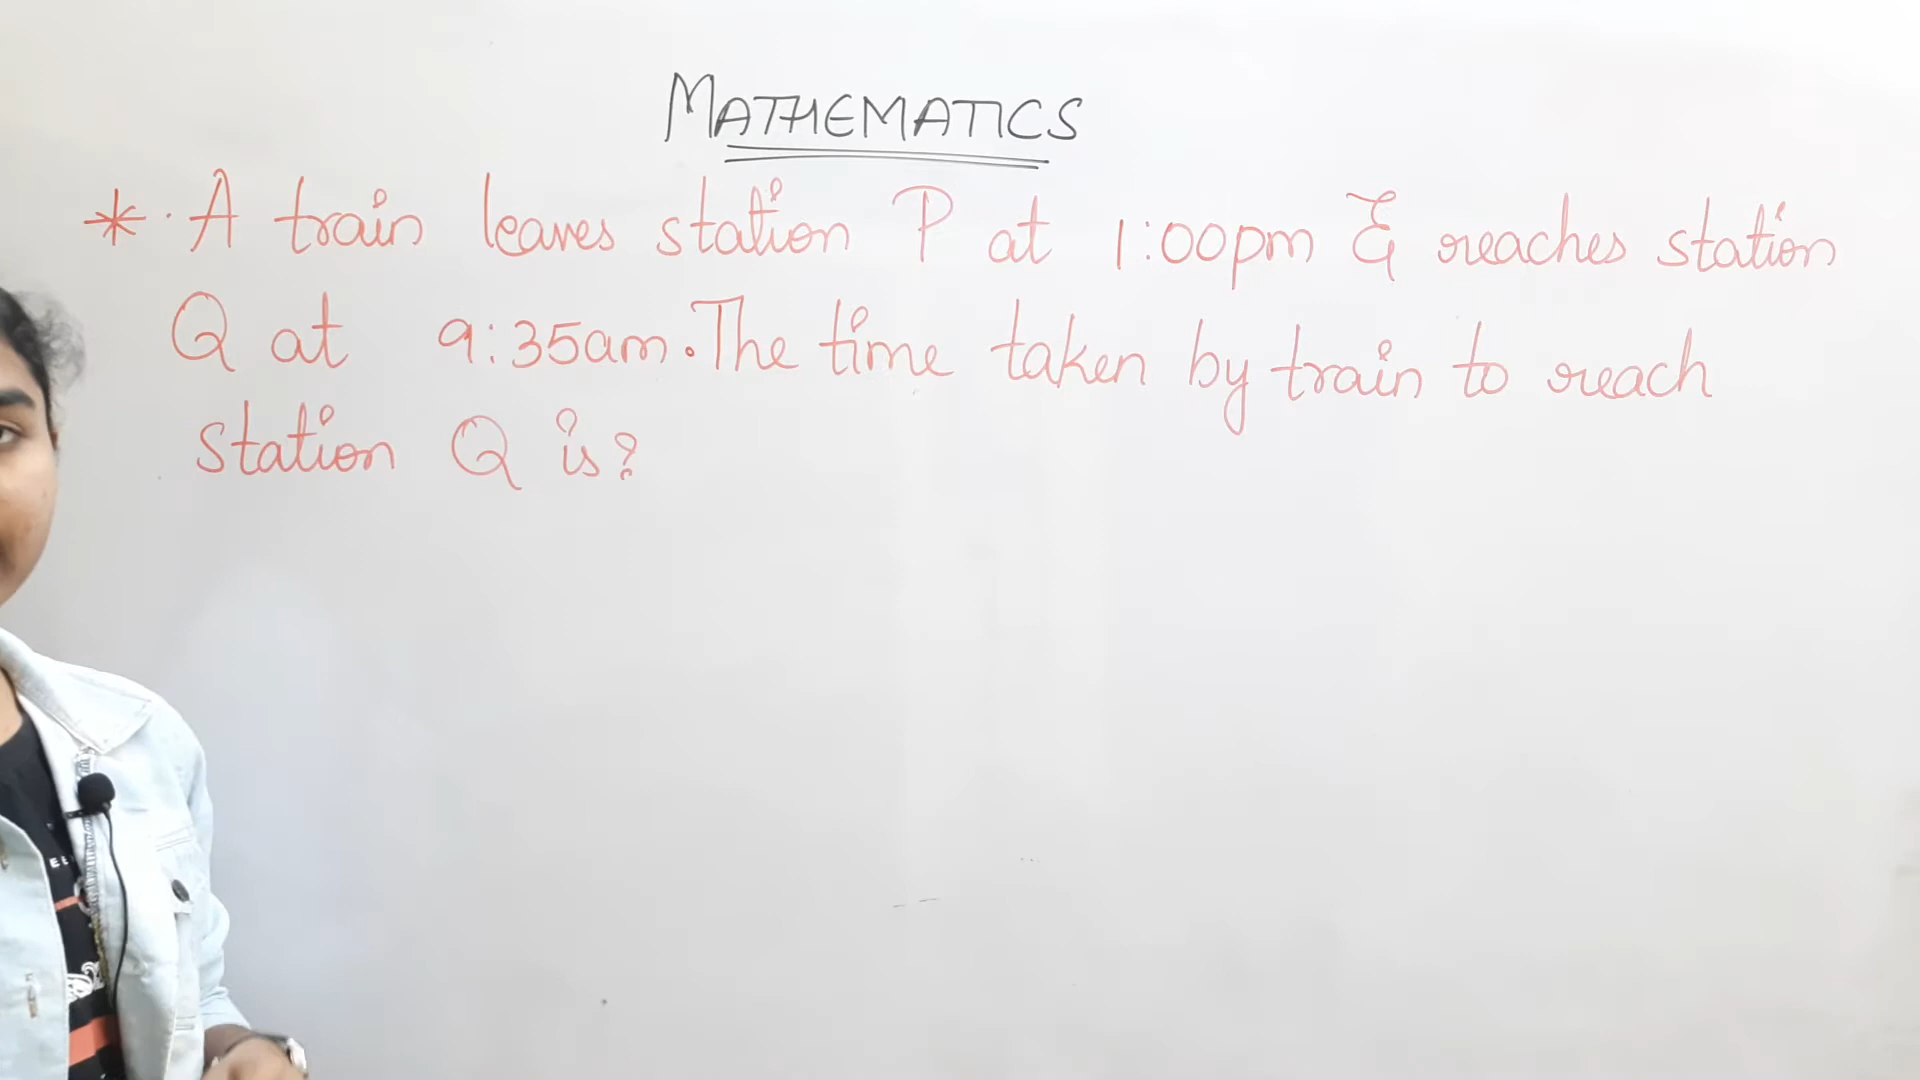 MATHEMATICS
*. A train leaves station P at 1:00pm & reaches station
Q at 9:35am. The time taken by train to reach
station Q is?